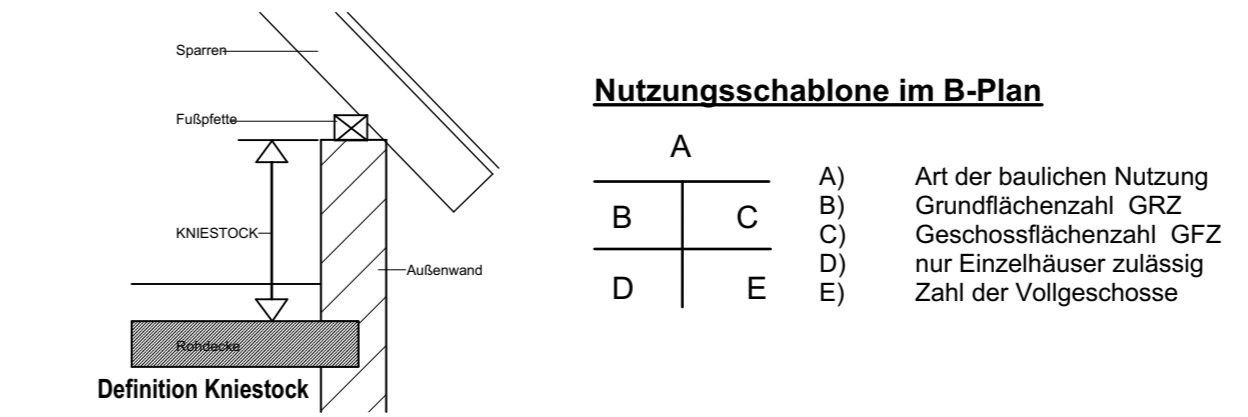 Sparren
Fußpfette
KNIESTOCK
Außenwand
Rohdecke
Definition Kniestock
Nutzungsschablone im B-Plan
A
B C
D E
A) Art der baulichen Nutzung
B) Grundflächenzahl GRZ
C) Geschossflächenzahl GFZ
D) nur Einzelhäuser zulässig
E) Zahl der Vollgeschosse